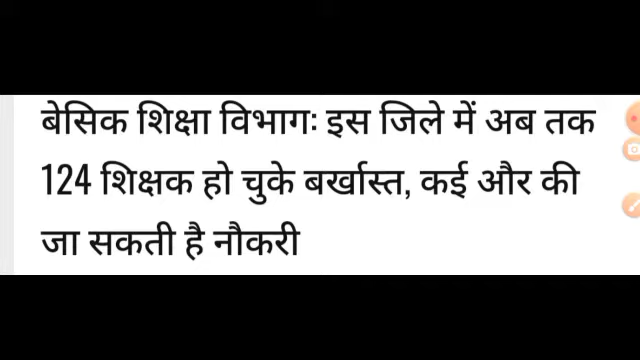 बेसिक शिक्षा विभागः इस जिले में अब तक
124 शिक्षक हो चुके बर्खास्त, कई और की
जा सकती है नौकरी